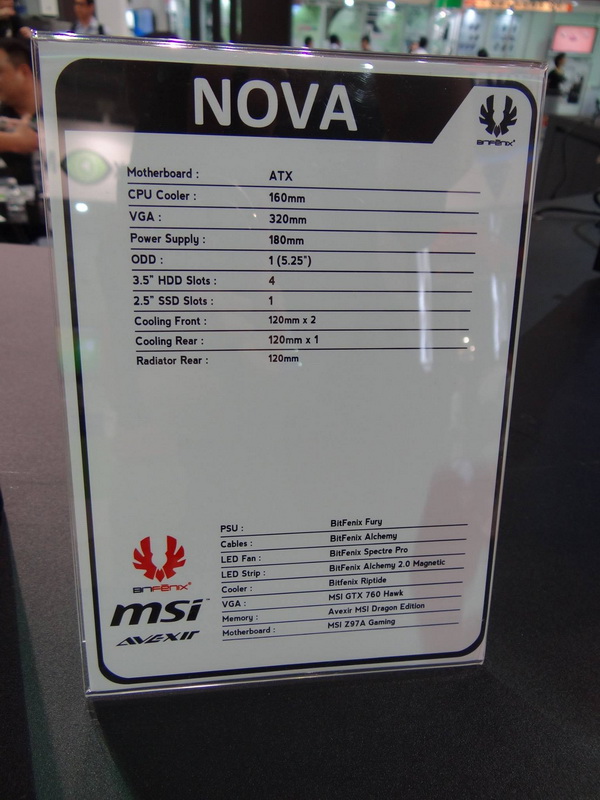 NOVA
BITFENIX®
Motherboard : ATX
CPU Cooler : 160mm
VGA : 320mm
Power Supply : 180mm
ODD : 1 (5.25")
3.5" HDD Slots : 4
2.5" SSD Slots : 1
Cooling Front : 120mm x 2
Cooling Rear : 120mm x 1
Radiator Rear : 120mm
PSU : BitFenix Fury
Cables : BitFenix Alchemy
LED Fan : BitFenix Spectre Pro
LED Strip : BitFenix Alchemy 2.0 Magnetic
Cooler : Bitfenix Riptide
VGA : MSI GTX 760 Hawk
Memory : Avexir MSI Dragon Edition
Motherboard : MSI Z97A Gaming
BITFENIX®
msi™
AVEXIR